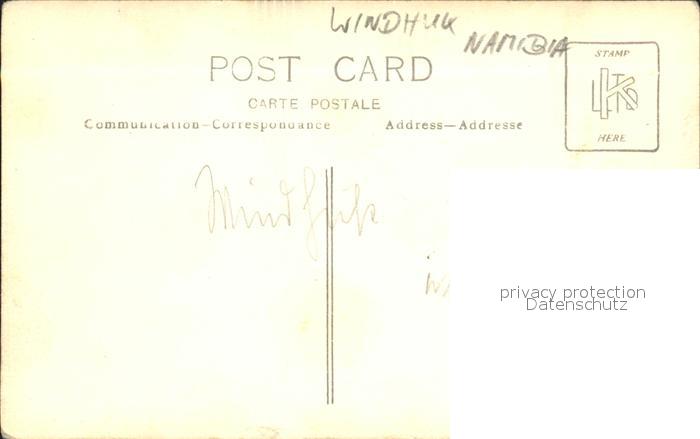 WINDHUK
NAMIBIA
POST CARD
CARTE POSTALE
Communication—Correspondance
Address—Addresse
STAMP
HERE
Windhuk
privacy protection
Datenschutz